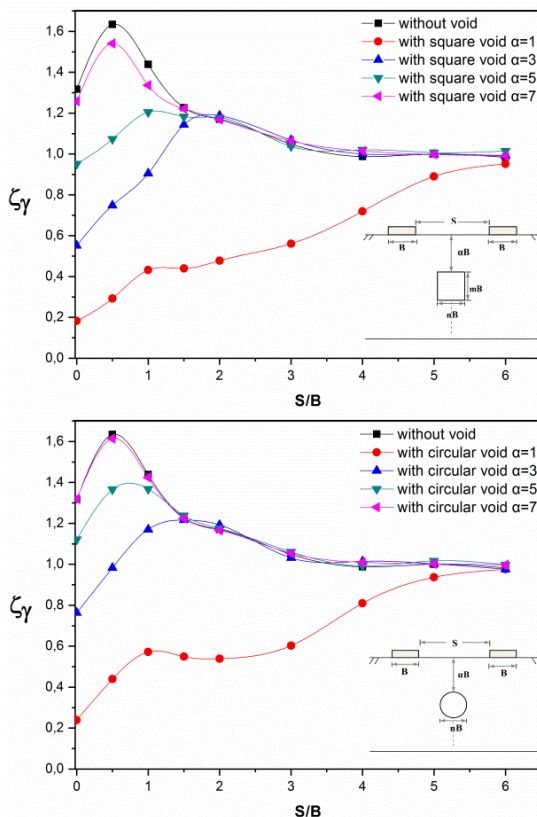 1,6
1,4
1,2
1,0
0,8
0,6
0,4
0,2
0,0
ζγ
without void
with square void α=1
with square void α=3
with square void α=5
with square void α=7
S
B
B
αB
mB
nB
0 1 2 3 4 5 6
S/B
1,6
1,4
1,2
1,0
0,8
0,6
0,4
0,2
0,0
ζγ
without void
with circular void α=1
with circular void α=3
with circular void α=5
with circular void α=7
S
B
B
αB
nB
0 1 2 3 4 5 6
S/B